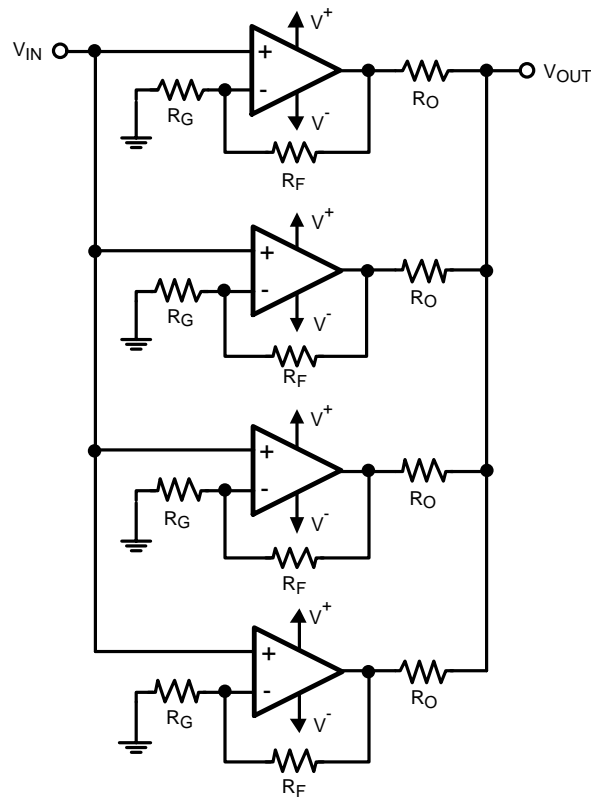 V+
VIN
+
VOUT
-
RO
RG
V-
RF
V+
+
-
RO
RG
V-
RF
V+
+
-
RO
RG
V-
RF
V+
+
-
RO
RG
V-
RF